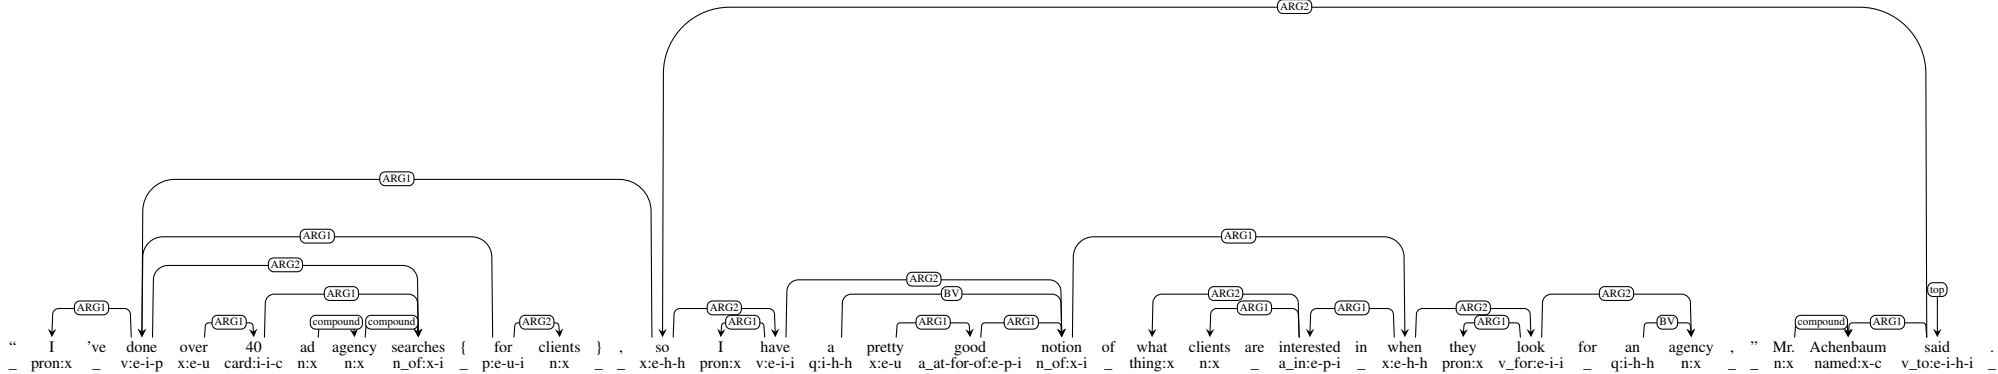 ARG2
ARG1
ARG1 ARG1
ARG2
ARG2
top
ARG1 BV ARG2 ARG2
ARG1 ARG2 ARG1 ARG1 ARG2
ARG1 compound compound ARG2 ARG1 ARG1 ARG1 ARG1 BV compound ARG1
“ I ’ve done over 40 ad agency searches { for clients } , so I have a pretty good notion of what clients are interested in when they look for an agency , ” Mr. Achenbaum said .
_ pron:x _ v:e-i-p x:e-u card:i-i-c n:x n:x n_of:x-i _ p:e-u-i n:x _ _ x:e-h-h pron:x v:e-i-i q:i-h-h x:e-u a_at-for-of:e-p-i n_of:x-i _ thing:x n:x _ a_in:e-p-i _ x:e-h-h pron:x v_for:e-i-i _ q:i-h-h n:x _ _ n:x named:x-c v_to:e-i-h-i _